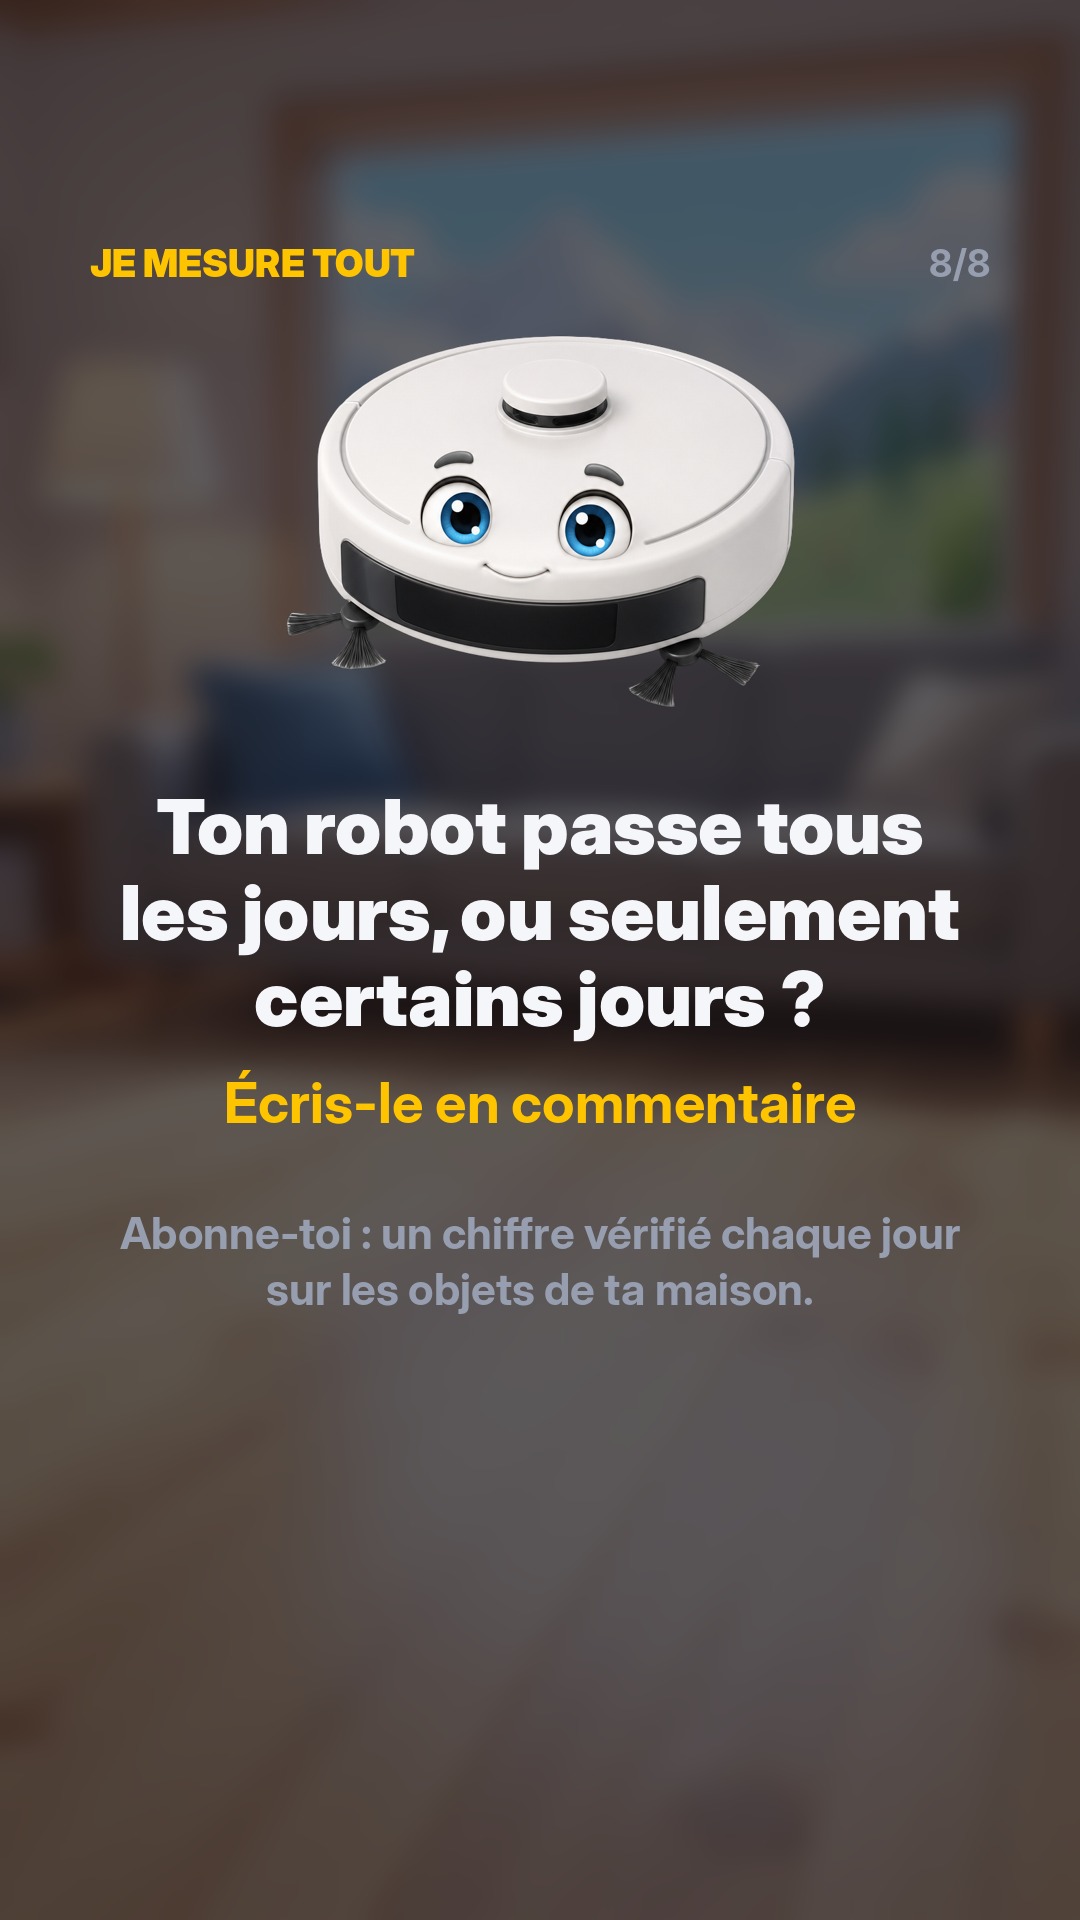 JE MESURE TOUT
8/8
Ton robot passe tous
les jours, ou seulement
certains jours ?
Écris-le en commentaire
Abonne-toi : un chiffre vérifié chaque jour
sur les objets de ta maison.